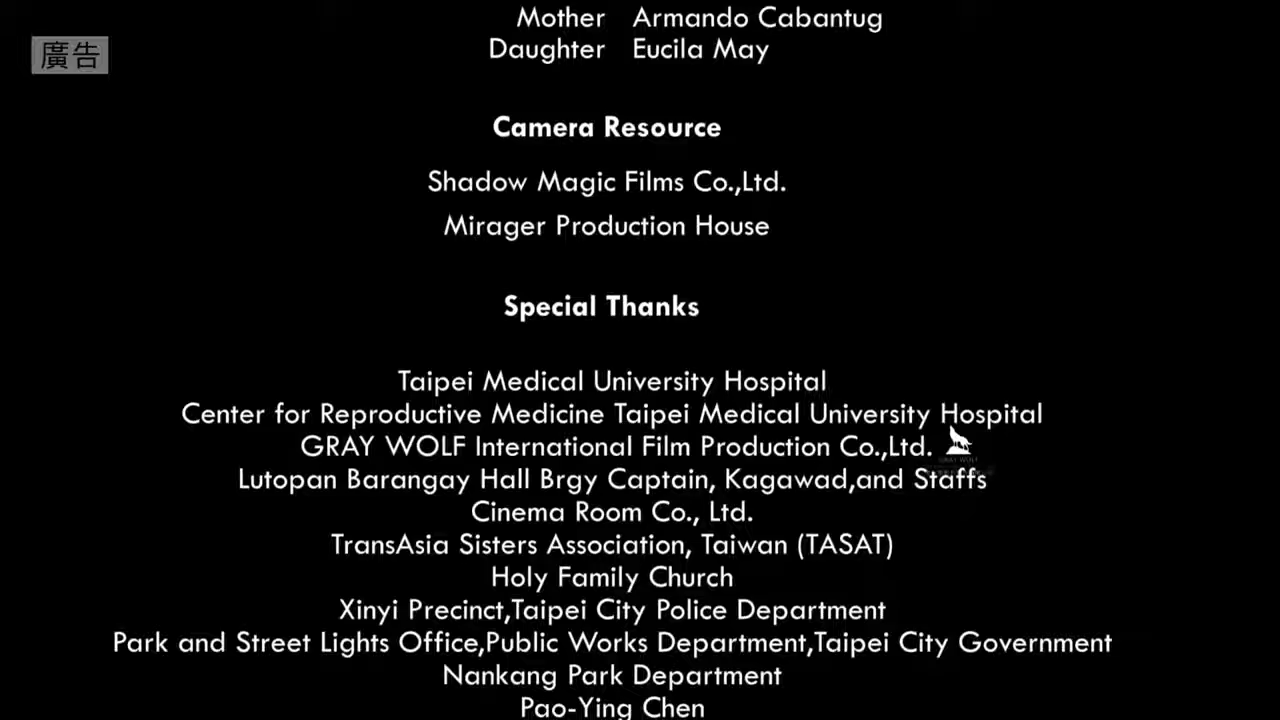 Mother Armando Cabantug
Daughter Eucila May
廣告
Camera Resource
Shadow Magic Films Co.,Ltd.
Mirager Production House
Special Thanks
Taipei Medical University Hospital
Center for Reproductive Medicine Taipei Medical University Hospital
GRAY WOLF International Film Production Co.,Ltd.
GRAY WOLF
Lutopan Barangay Hall Brgy Captain, Kagawad,and Staffs
Cinema Room Co., Ltd.
TransAsia Sisters Association, Taiwan (TASAT)
Holy Family Church
Xinyi Precinct,Taipei City Police Department
Park and Street Lights Office,Public Works Department,Taipei City Government
Nankang Park Department
Pao-Ying Chen